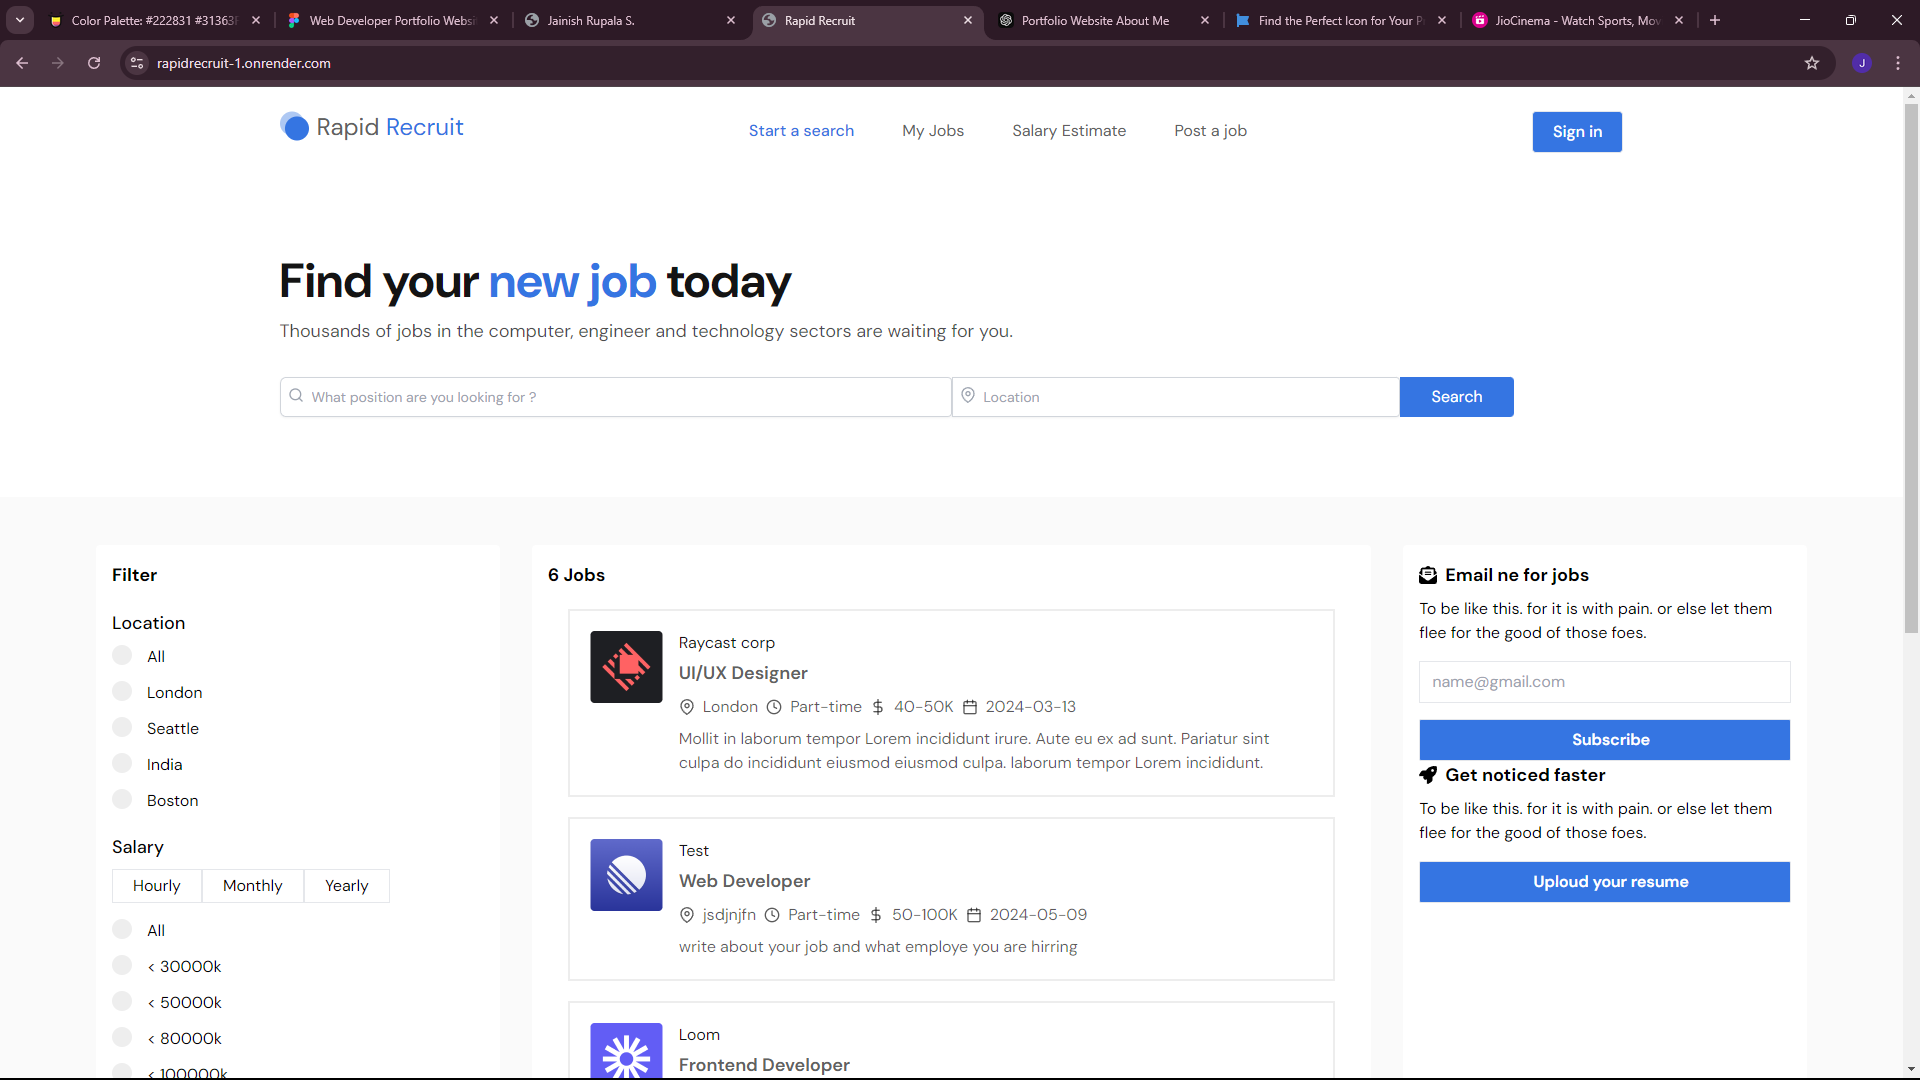 Color Palette: #222831 #31363F
Web Developer Portfolio Websi
Jainish Rupala S.
Rapid Recruit
Portfolio Website About Me
Find the Perfect Icon for Your P
JioCinema - Watch Sports, Mov
rapidrecruit-1.onrender.com
J
Rapid Recruit
Start a search
My Jobs
Salary Estimate
Post a job
Sign in
Find your new job today
Thousands of jobs in the computer, engineer and technology sectors are waiting for you.
What position are you looking for ?
Location
Search
Filter
Location
All
London
Seattle
India
Boston
Salary
Hourly
Monthly
Yearly
All
< 30000k
< 50000k
< 80000k
< 100000k
6 Jobs
Raycast corp
UI/UX Designer
London Part-time $ 40-50K 2024-03-13
Mollit in laborum tempor Lorem incididunt irure. Aute eu ex ad sunt. Pariatur sint
culpa do incididunt eiusmod eiusmod culpa. laborum tempor Lorem incididunt.
Test
Web Developer
jsdjnjfn Part-time $ 50-100K 2024-05-09
write about your job and what employe you are hirring
Loom
Frontend Developer
Email ne for jobs
To be like this. for it is with pain. or else let them
flee for the good of those foes.
name@gmail.com
Subscribe
Get noticed faster
To be like this. for it is with pain. or else let them
flee for the good of those foes.
Uploud your resume